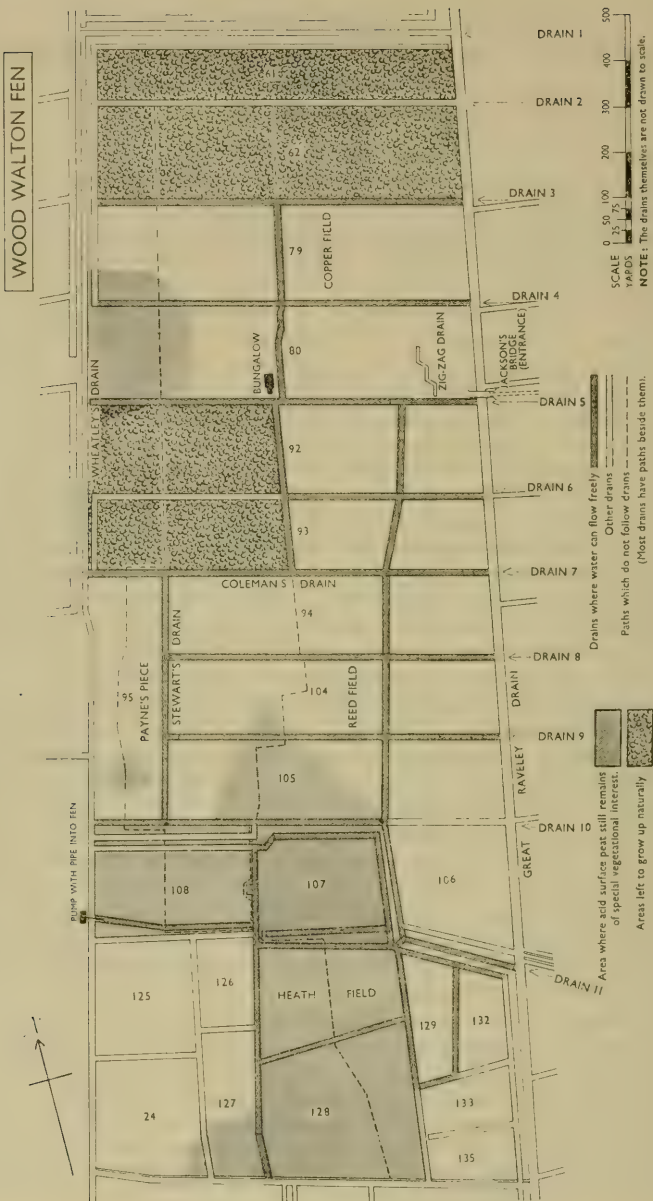 WOOD WALTON FEN
DRAIN 1
DRAIN 2
DRAIN 3
DRAIN 4
DRAIN 5
DRAIN 6
DRAIN 7
DRAIN 8
DRAIN 9
DRAIN 10
DRAIN 11
61
62
79
COPPER FIELD
80
BUNGALOW
ZIG-ZAG DRAIN
JACKSON'S
BRIDGE
(ENTRANCE)
WHEATLEY'S DRAIN
92
93
COLEMAN'S DRAIN
94
95
PAYNE'S PIECE
STEWART'S DRAIN
104
REED FIELD
105
GREAT RAVELEY DRAIN
PUMP WITH PIPE INTO FEN
108
107
106
125
126
HEATH FIELD
129
132
24
127
128
133
135
SCALE
YARDS
0 25 50 75 100 200 300 400 500
NOTE: The drains themselves are not drawn to scale.
Drains where water can flow freely
Other drains
Paths which do not follow drains
(Most drains have paths beside them).
Area where acid surface peat still remains
of special vegetational interest.
Areas left to grow up naturally